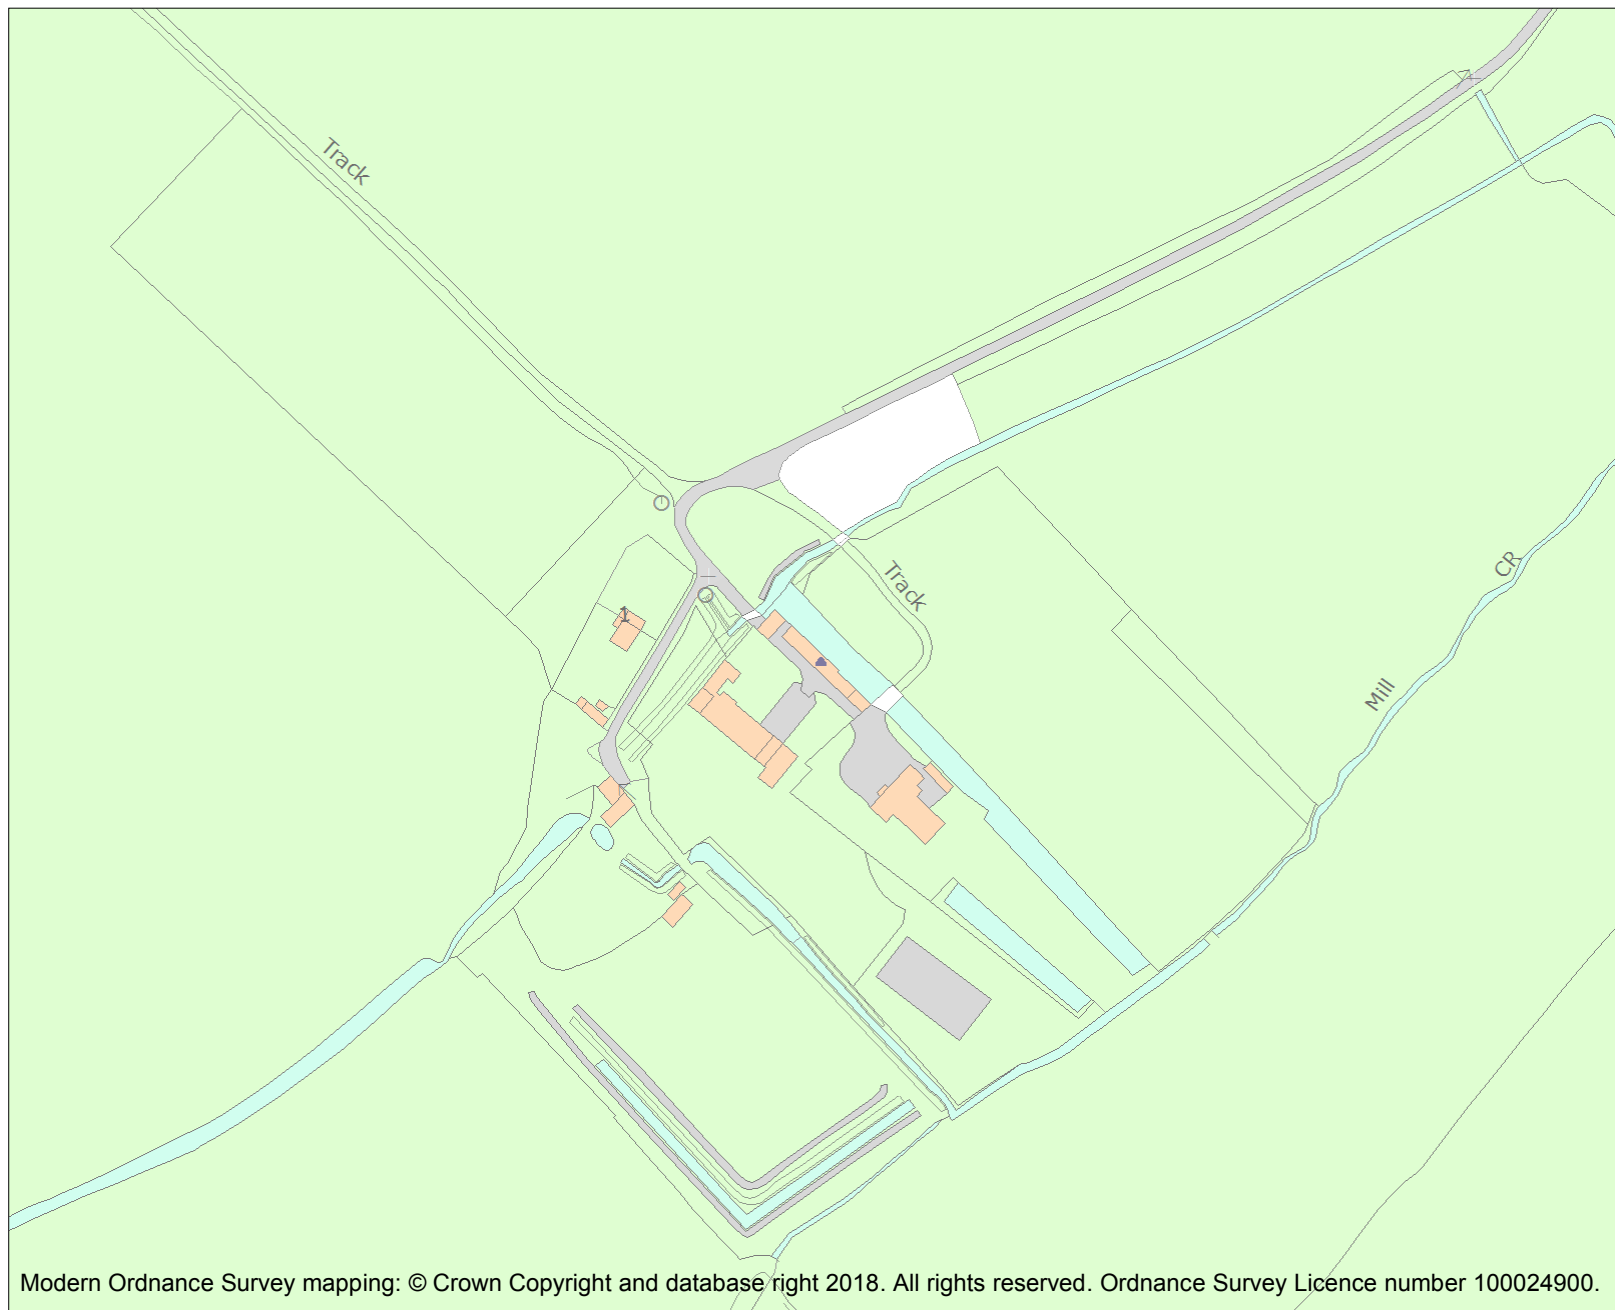 Track
Track
CR
1
Mill
Modern Ordnance Survey mapping: © Crown Copyright and database right 2018. All rights reserved. Ordnance Survey Licence number 100024900.